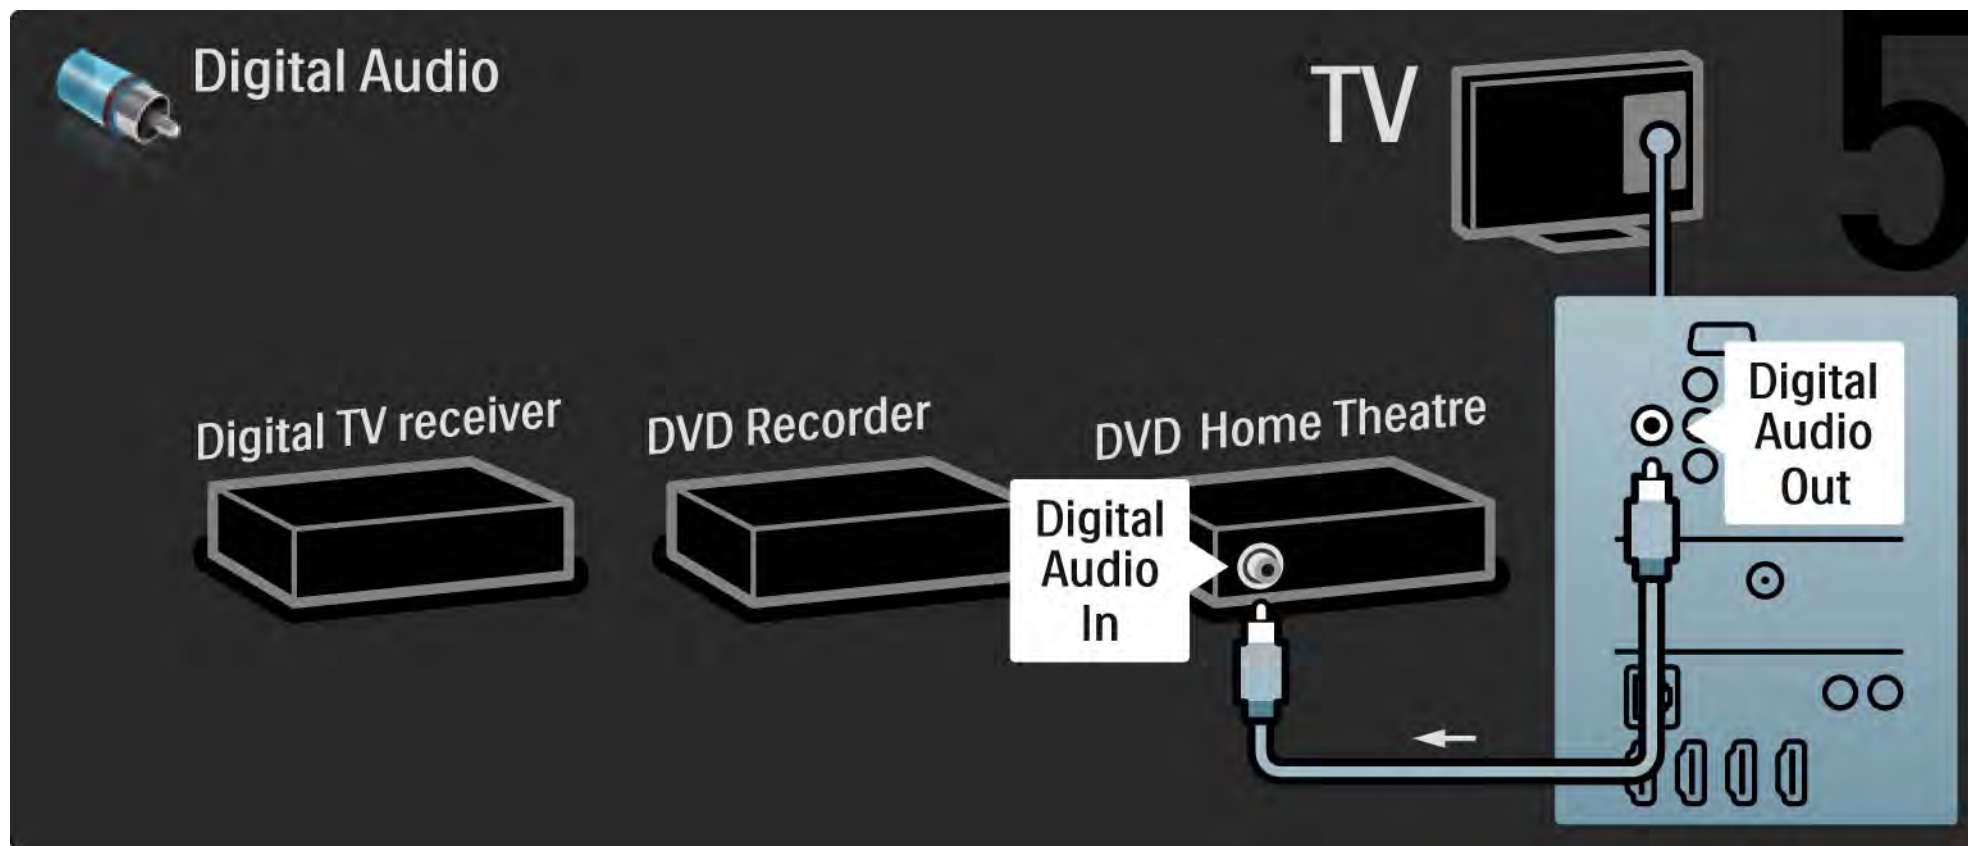 Digital Audio
TV
5
Digital TV receiver
DVD Recorder
DVD Home Theatre
Digital
Audio
In
Digital
Audio
Out